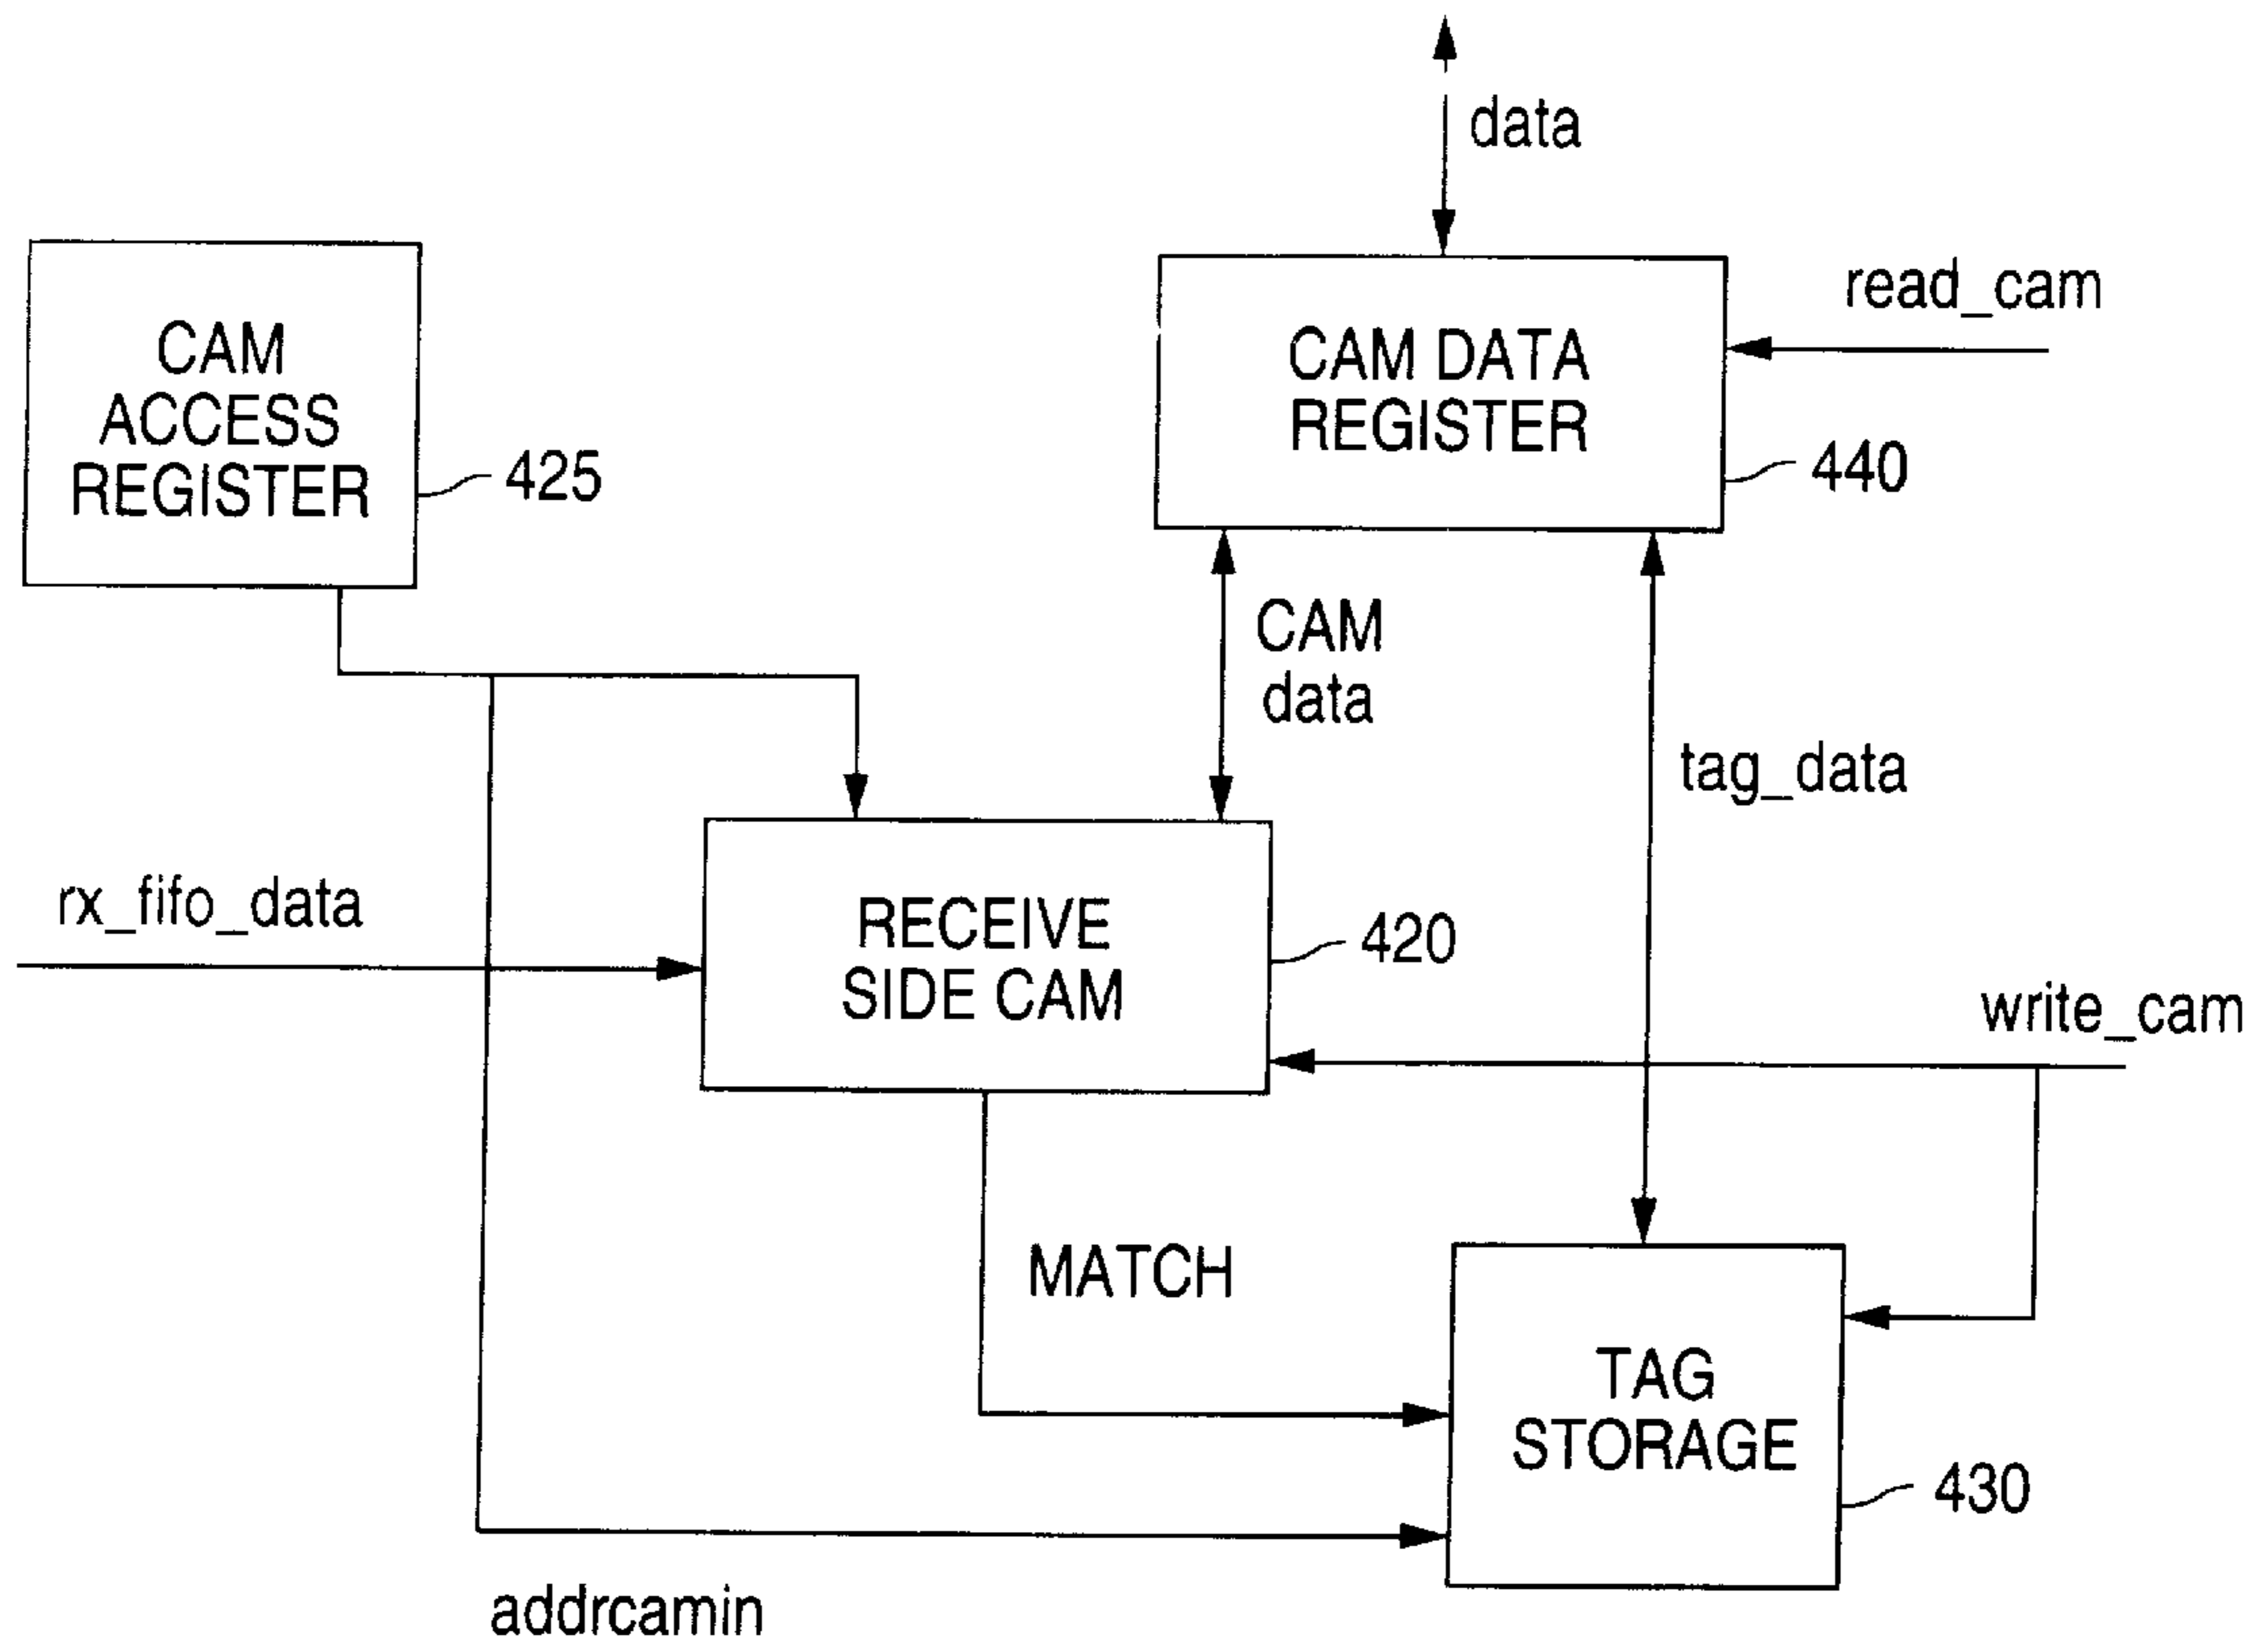 data
CAM
ACCESS
REGISTER
425
CAM DATA
REGISTER
read_cam
440
CAM
data
tag_data
rx_fifo_data
RECEIVE
SIDE CAM
420
write_cam
MATCH
TAG
STORAGE
430
addrcamin